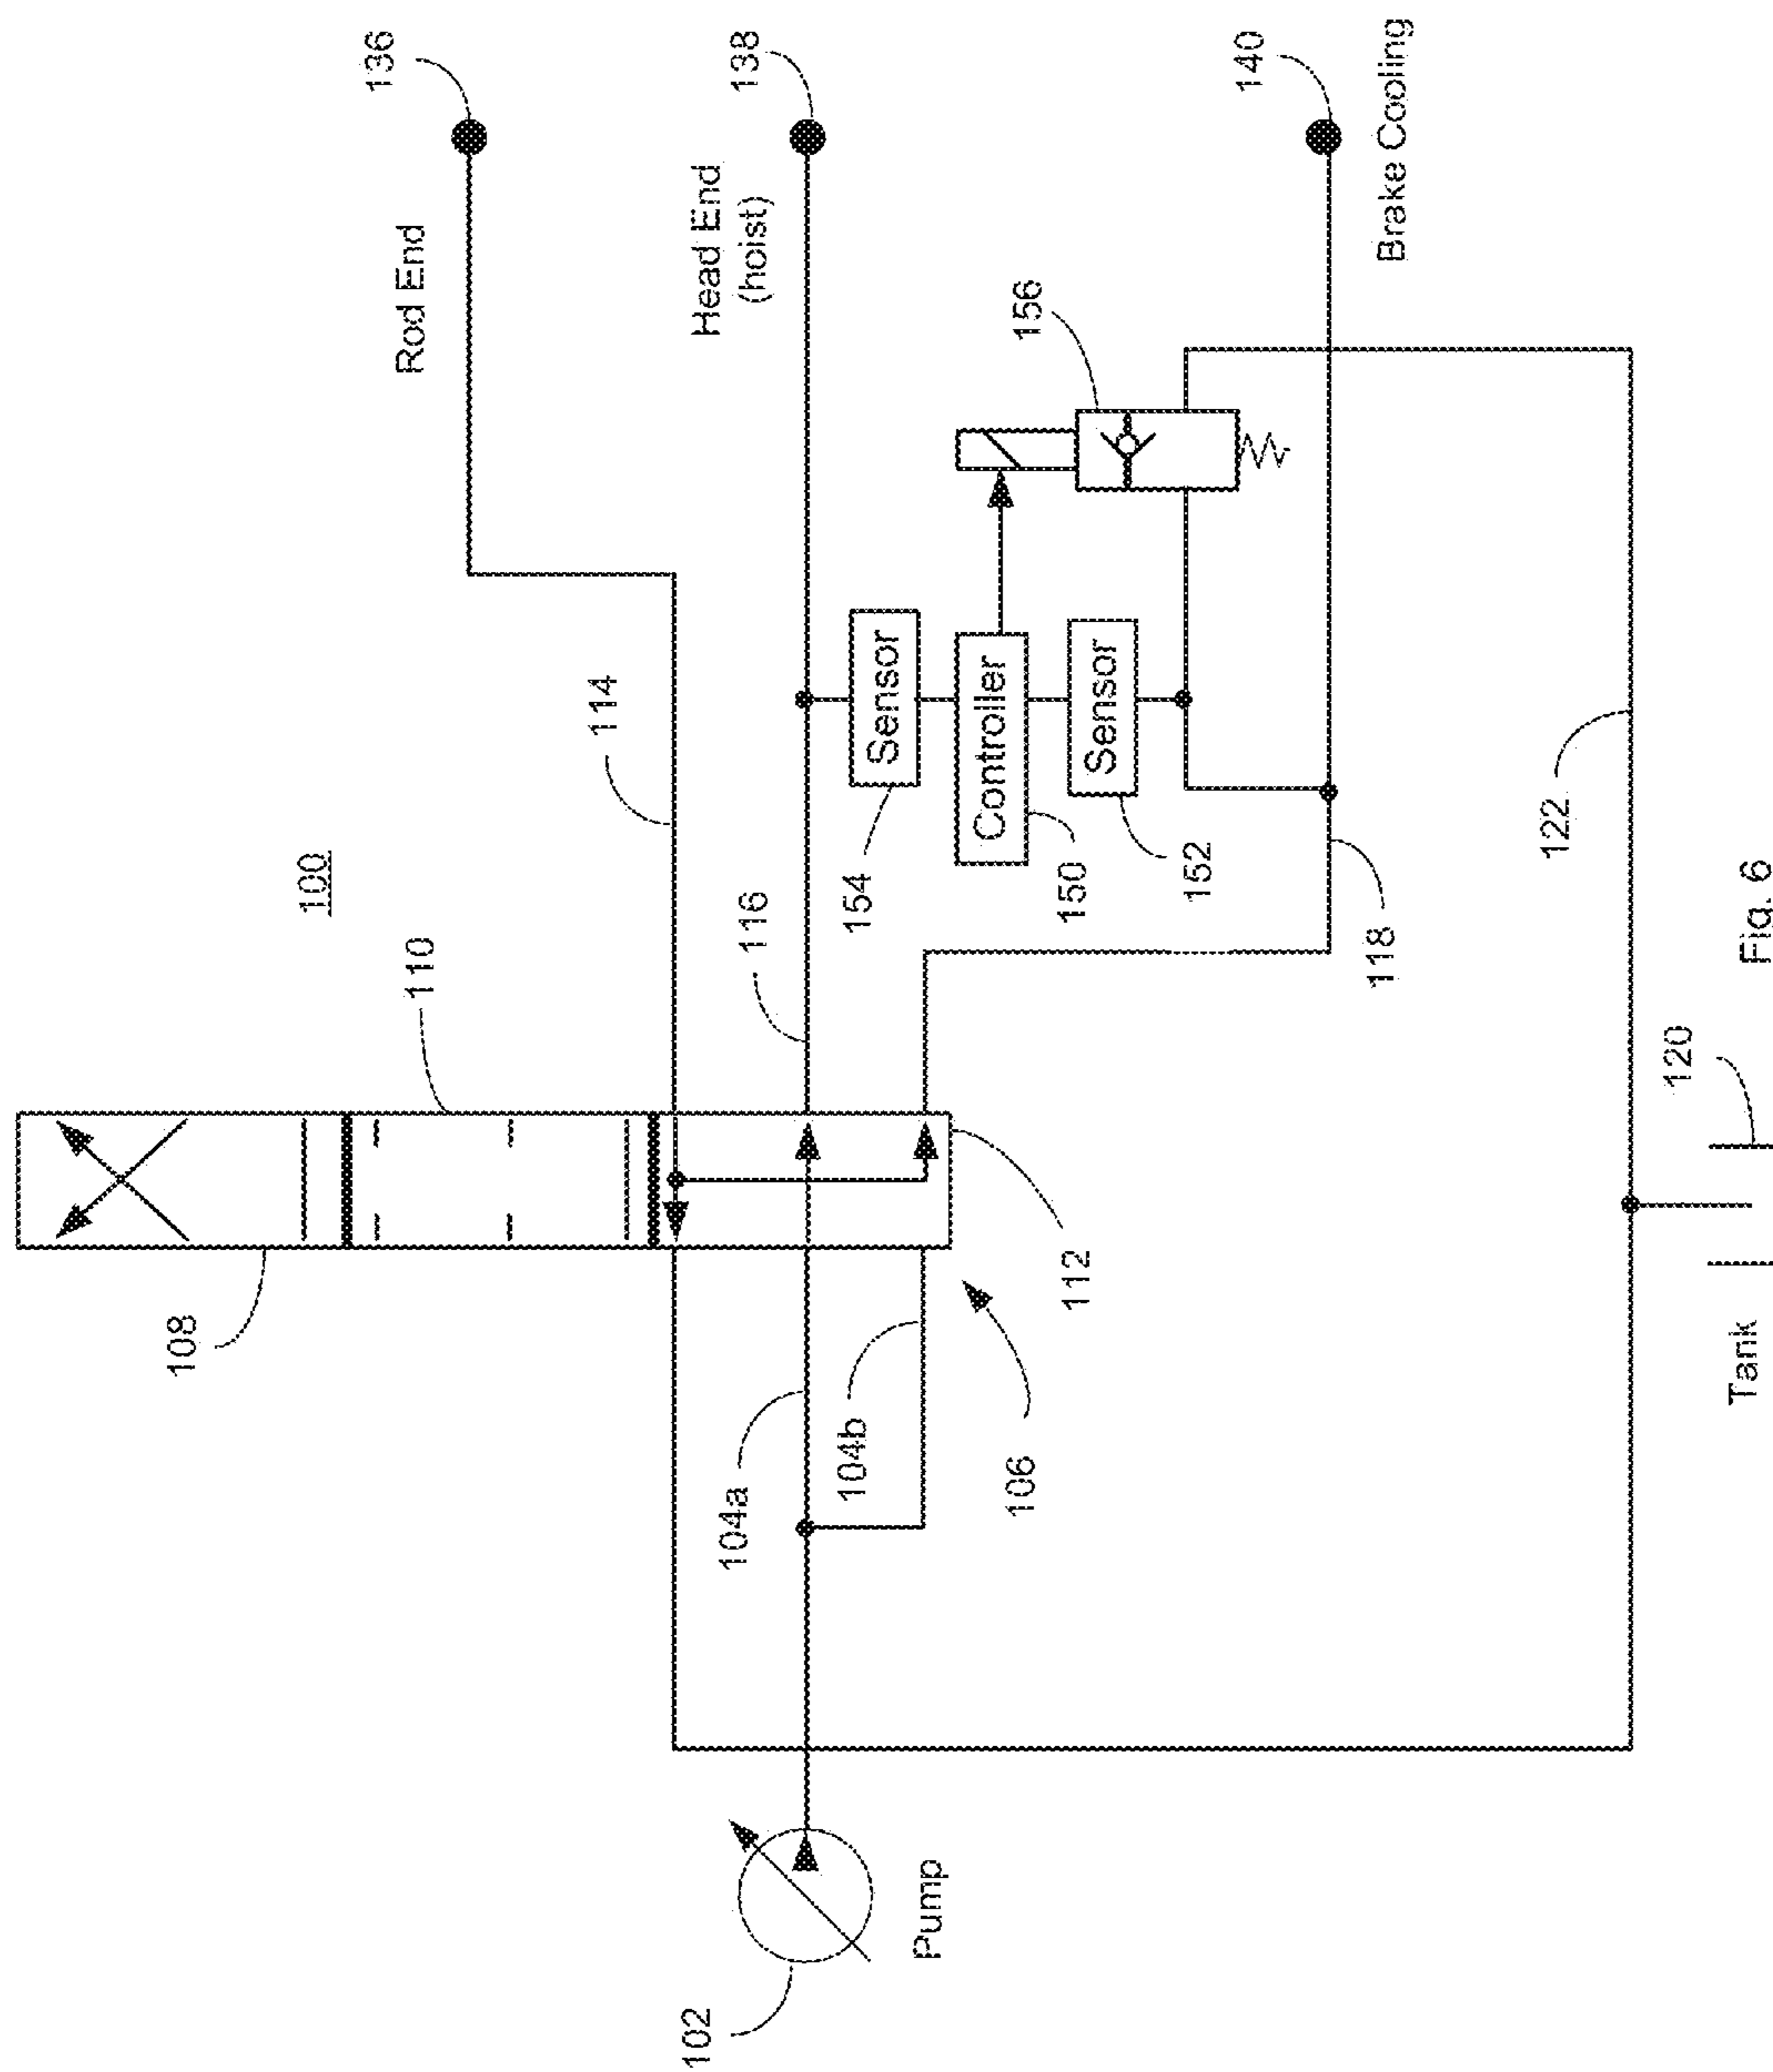 100
108
110
114
136
Rod End
104a
104b
116
Head End
(hoist)
138
102
Pump
106
112
154
Sensor
150
Controller
152
Sensor
156
118
140
Brake Cooling
122
Tank
120
Fig. 6